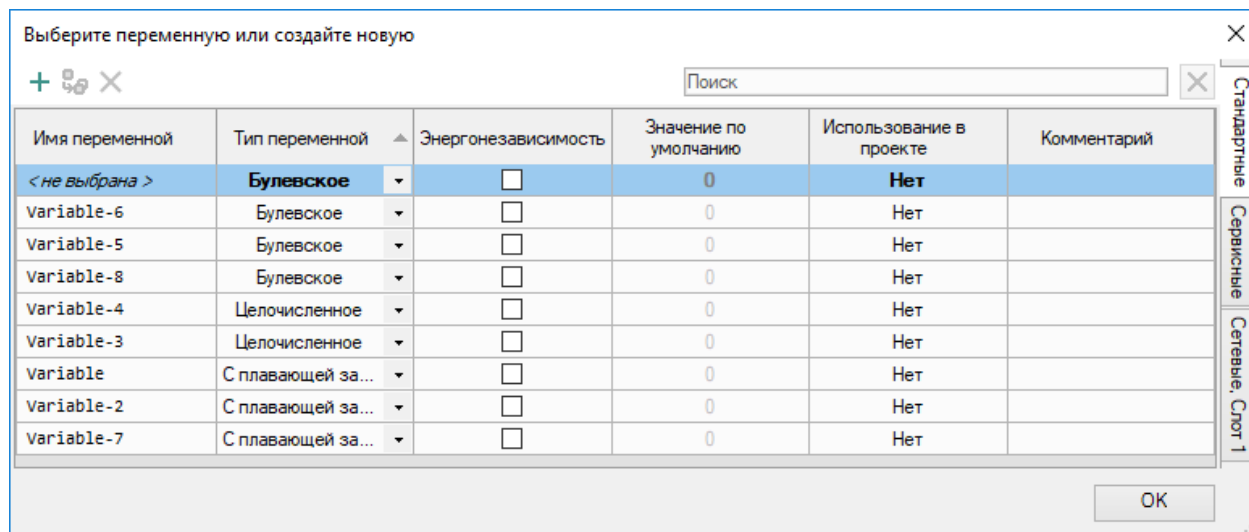 Выберите переменную или создайте новую
Поиск
Имя переменной Тип переменной Энергонезависимость Значение по умолчанию Использование в проекте Комментарий
<не выбрана> Булевское 0 Нет
Variable-6 Булевское 0 Нет
Variable-5 Булевское 0 Нет
Variable-8 Булевское 0 Нет
Variable-4 Целочисленное 0 Нет
Variable-3 Целочисленное 0 Нет
Variable С плавающей за... 0 Нет
Variable-2 С плавающей за... 0 Нет
Variable-7 С плавающей за... 0 Нет
Стандартные
Сервисные
Сетевые, Слот 1
OK